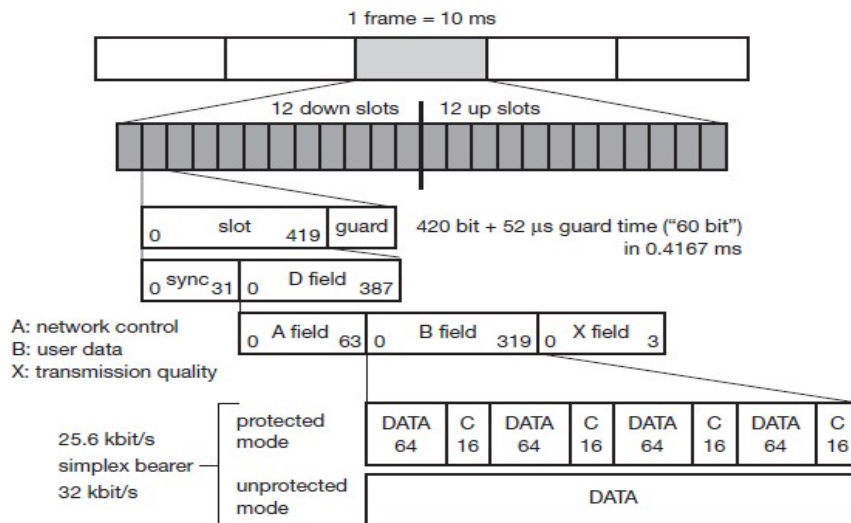 1 frame = 10 ms
12 down slots 12 up slots
0 slot 419 guard
420 bit + 52 µs guard time (“60 bit”)
in 0.4167 ms
0 sync 31 0 D field 387
A: network control
B: user data
X: transmission quality
0 A field 63 0 B field 319 0 X field 3
25.6 kbit/s
simplex bearer
32 kbit/s
protected
mode
DATA C DATA C DATA C DATA C
64 16 64 16 64 16 64 16
unprotected
mode
DATA